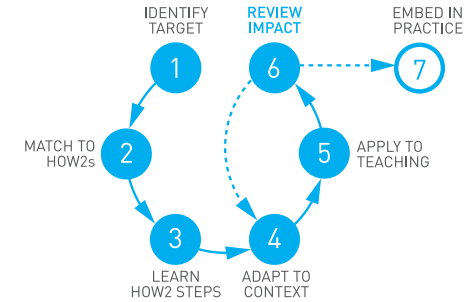 IDENTIFY
TARGET
1
MATCH TO
HOW2s
2
3
LEARN
HOW2 STEPS
4
ADAPT TO
CONTEXT
5
APPLY TO
TEACHING
REVIEW
IMPACT
6
EMBED IN
PRACTICE
7